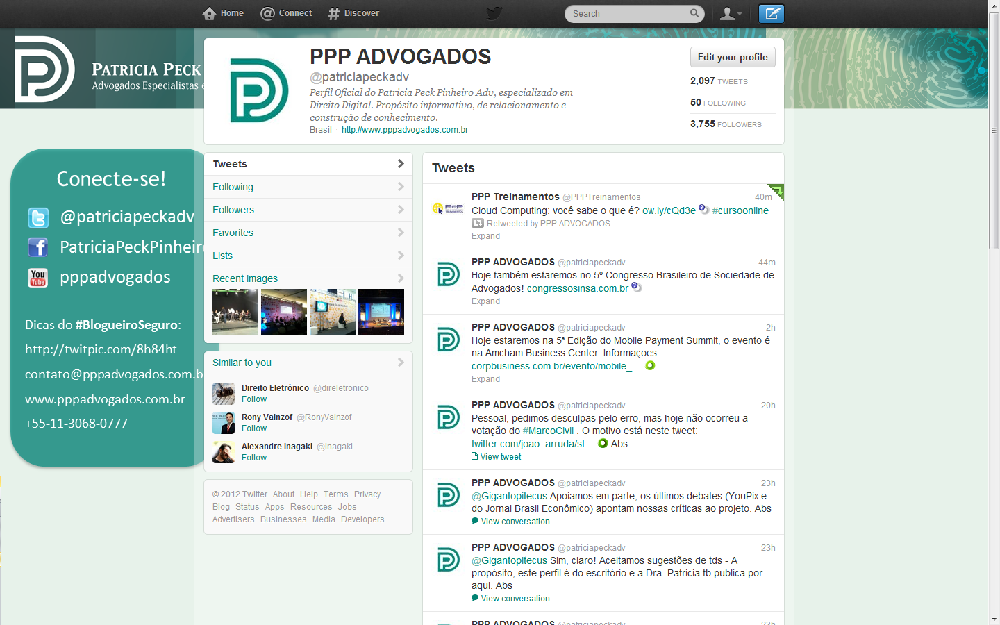 Home
Connect
Discover
Search
PATRICIA PECK
Advogados Especialistas e
PPP ADVOGADOS
@patriciapeckadv
Perfil Oficial do Patricia Peck Pinheiro Adv, especializado em
Direito Digital. Propósito informativo, de relacionamento e
construção de conhecimento.
Brasil · http://www.pppadvogados.com.br
Edit your profile
2,097 TWEETS
50 FOLLOWING
3,755 FOLLOWERS
Conecte-se!
@patriciapeckadv
PatriciaPeckPinheiro
You
Tube
pppadvogados
Dicas do #BlogueiroSeguro:
http://twitpic.com/8h84ht
contato@pppadvogados.com.b
www.pppadvogados.com.br
+55-11-3068-0777
Tweets
Following
Followers
Favorites
Lists
Recent images
Similar to you
Direito Eletrônico @direletronico
Follow
Rony Vainzof @RonyVainzof
Follow
Alexandre Inagaki @inagaki
Follow
© 2012 Twitter About Help Terms Privacy
Blog Status Apps Resources Jobs
Advertisers Businesses Media Developers
Tweets
PPP TREINAMENTOS
PPP Treinamentos @PPPTreinamentos 40m
Cloud Computing: você sabe o que é? ow.ly/cQd3e #cursoonline
Retweeted by PPP ADVOGADOS
Expand
PPP ADVOGADOS @patriciapeckadv 44m
Hoje também estaremos no 5º Congresso Brasileiro de Sociedade de
Advogados! congressosinsa.com.br
Expand
PPP ADVOGADOS @patriciapeckadv 2h
Hoje estaremos na 5ª Edição do Mobile Payment Summit, o evento é
na Amcham Business Center. Informaçoes:
corpbusiness.com.br/evento/mobile_...
Expand
PPP ADVOGADOS @patriciapeckadv 20h
Pessoal, pedimos desculpas pelo erro, mas hoje não ocorreu a
votação do #MarcoCivil . O motivo está neste tweet:
twitter.com/joao_arruda/st... Abs.
View tweet
PPP ADVOGADOS @patriciapeckadv 23h
@Gigantopitecus Apoiamos em parte, os últimos debates (YouPix e
do Jornal Brasil Econômico) apontam nossas críticas ao projeto. Abs
View conversation
PPP ADVOGADOS @patriciapeckadv 23h
@Gigantopitecus Sim, claro! Aceitamos sugestões de tds - A
propósito, este perfil é do escritório e a Dra. Patricia tb publica por
aqui. Abs
View conversation
PPP ADVOGADOS @patriciapeckadv 23h